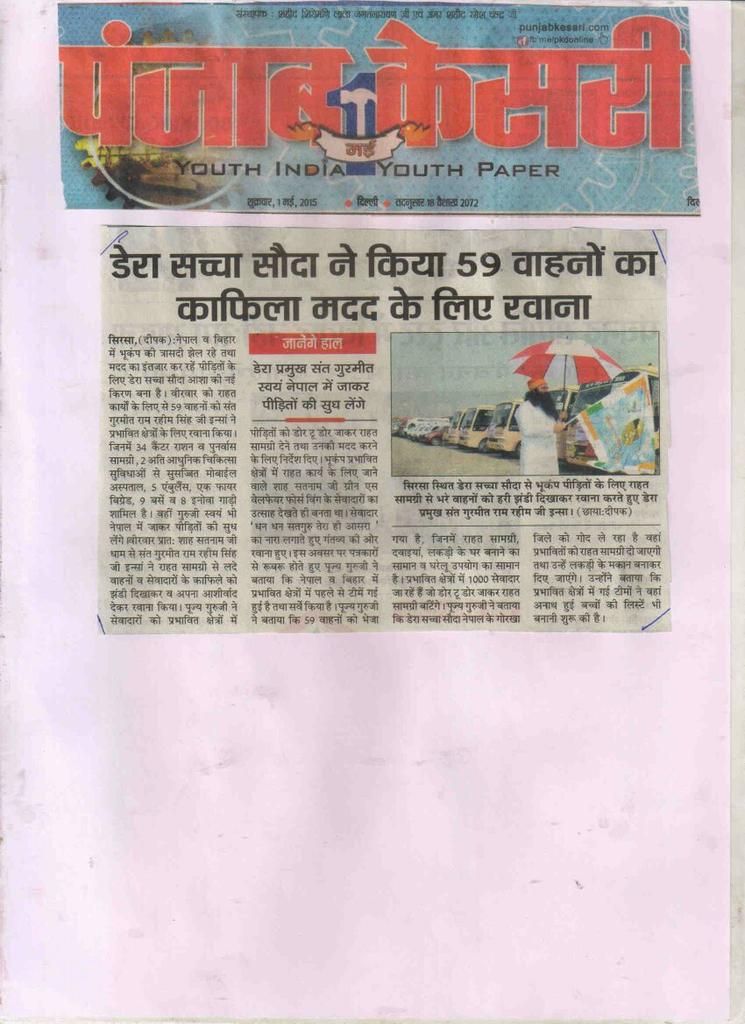 संस्थापक : शहीद शिरोमणि लाला जगतनारायण जी एवं अमर शहीद रमेश चन्द्र जी
punjabkesari.com
fb me/pkdonline
पंजाब केसरी
1
मई
YOUTH INDIA YOUTH PAPER
शुक्रवार, 1 मई, 2015 • दिल्ली • तदनुसार 18 वैशाख 2072
डेरा सच्चा सौदा ने किया 59 वाहनों का
काफिला मदद के लिए रवाना
सिरसा,(दीपक):नेपाल व बिहार
में भूकंप की त्रासदी झेल रहे तथा
मदद का इंतजार कर रहें पीड़ितों के
लिए डेरा सच्चा सौदा आशा की नई
किरण बना है। वीरवार को राहत
कार्यो के लिए से 59 वाहनों को संत
गुरमीत राम रहीम सिंह जी इन्सां ने
प्रभावित क्षेत्रों के लिए रवाना किया।
जिनमें 34 कैंटर राशन व पुनर्वास
सामग्री, 2 अति आधुनिक चिकित्सा
सुविधाओं से सुसज्जित मोबाईल
अस्पताल, 5 एंबुलैंस, एक फायर
बिग्रेड, 9 बसें व 8 इनोवा गाड़ी
शामिल है। वहीं गुरुजी स्वयं भी
नेपाल में जाकर पीड़ितों की सुध
लेंगे।वीरवार प्रात: शाह सतनाम जी
धाम से संत गुरमीत राम रहीम सिंह
जी इन्सां ने राहत सामग्री से लदे
वाहनों व सेवादारों के काफिले को
झंडी दिखाकर व अपना आशीर्वाद
देकर रवाना किया। पूज्य गुरुजी ने
सेवादारों को प्रभावित क्षेत्रों में
जानेंगे हाल
डेरा प्रमुख संत गुरमीत
स्वयं नेपाल में जाकर
पीड़ितों की सुध लेंगे
पीड़ितों को डोर टू डोर जाकर राहत
सामग्री देने तथा उनकी मदद करने
के लिए निर्देश दिए। भूकंप प्रभावित
क्षेत्रों में राहत कार्य के लिए जाने
वाले शाह सतनाम जी ग्रीन एस
वेलफेयर फोर्स विंग के सेवादारों का
उत्साह देखते ही बनता था। सेवादार
'धन धन सतगुरु तेरा ही आसरा'
का नारा लगाते हुए गंतव्य की ओर
रवाना हुए। इस अवसर पर पत्रकारों
से रूबरू होते हुए पूज्य गुरुजी ने
बताया कि नेपाल व बिहार में
प्रभावित क्षेत्र में पहले से टीमें गई
हुई है तथा सर्वे किया है। पूज्य गुरुजी
ने बताया कि 59 वाहनों को भेजा
सिरसा स्थित डेरा सच्चा सौदा से भूकंप पीड़ितों के लिए राहत
सामग्री से भरे वाहनों को हरी झंडी दिखाकर रवाना करते हुए डेरा
प्रमुख संत गुरमीत राम रहीम जी इन्सा। (छाया:दीपक)
गया है, जिनमें राहत सामग्री,
दवाइयां, लकड़ी के घर बनाने का
सामान व घरेलू उपयोग का सामान
है। प्रभावित क्षेत्रों में 1000 सेवादार
जा रहें हैं जो डोर टू डोर जाकर राहत
सामग्री बांटेंगे। पूज्य गुरुजी ने बताया
कि डेरा सच्चा सौदा नेपाल के गोरखा
जिले को गोद ले रहा है वहां
प्रभावितों को राहत सामग्री दी जाएगी
तथा उन्हें लकड़ी के मकान बनाकर
दिए जाएंगे। उन्होंने बताया कि
प्रभावित क्षेत्र में गई टीमों ने वहां
अनाथ हुई बच्चों की लिस्टें भी
बनानी शुरू की है।